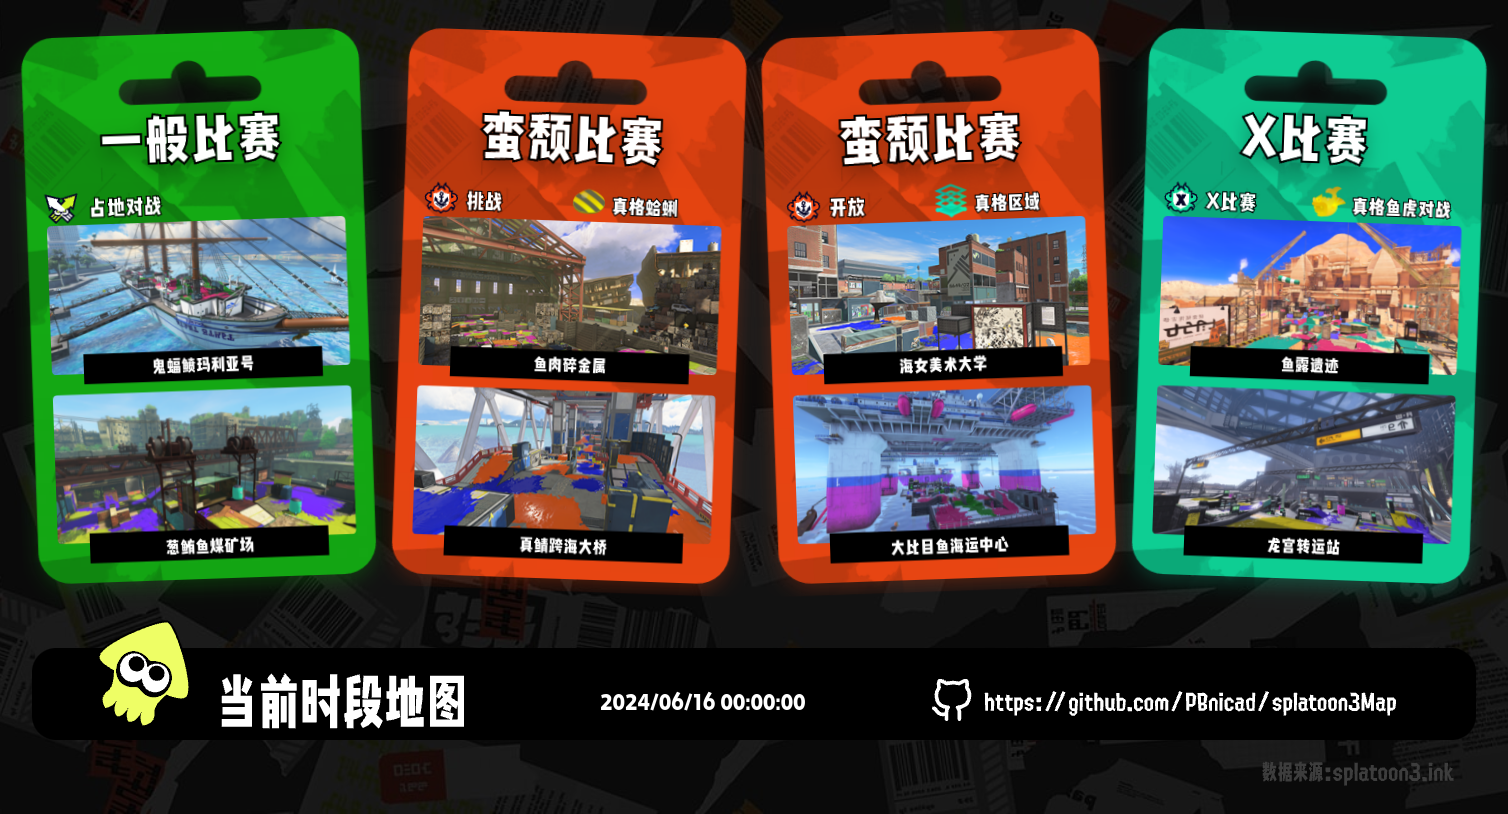 一般比赛
占地对战
鬼蝠鲼玛利亚号
葱鲔鱼煤矿场
蛮颓比赛
挑战
真格蛤蜊
鱼肉碎金属
真鲭跨海大桥
蛮颓比赛
开放
真格区域
海女美术大学
大比目鱼海运中心
X比赛
X比赛
真格鱼虎对战
鱼露遗迹
龙宫转运站
当前时段地图
2024/06/16 00:00:00
https://github.com/PBnicad/splatoon3Map
数据来源:splatoon3.ink